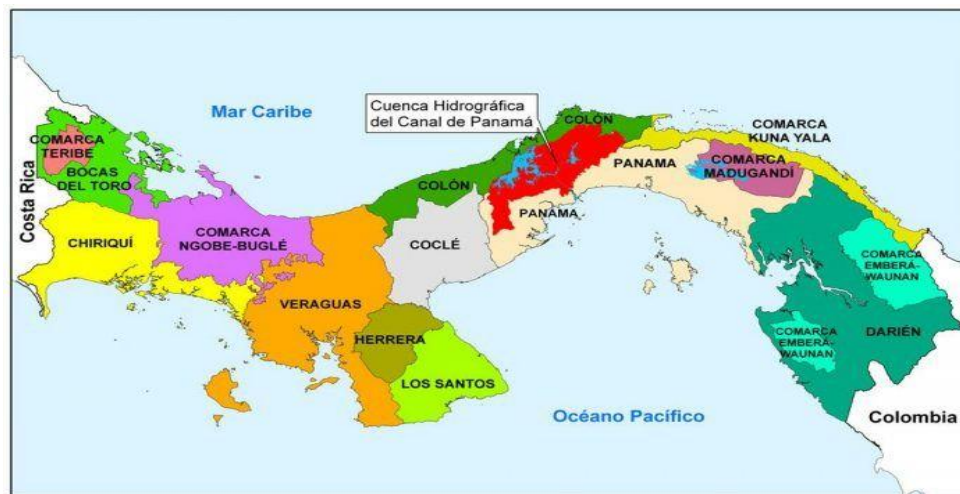 Mar Caribe
Cuenca Hidrográfica
del Canal de Panamá
COLÓN
COMARCA
KUNA YALA
COMARCA
TERIBE
BOCAS
DEL TORO
Costa Rica
PANAMA
COMARCA
MADUGANDÍ
COLÓN
PANAMA
CHIRIQUÍ
COMARCA
NGOBE-BUGLÉ
COCLÉ
COMARCA
EMBERÁ-
WAUNAN
VERAGUAS
HERRERA
COMARCA
EMBERÁ-
WAUNAN
DARIÉN
LOS SANTOS
Océano Pacífico
Colombia